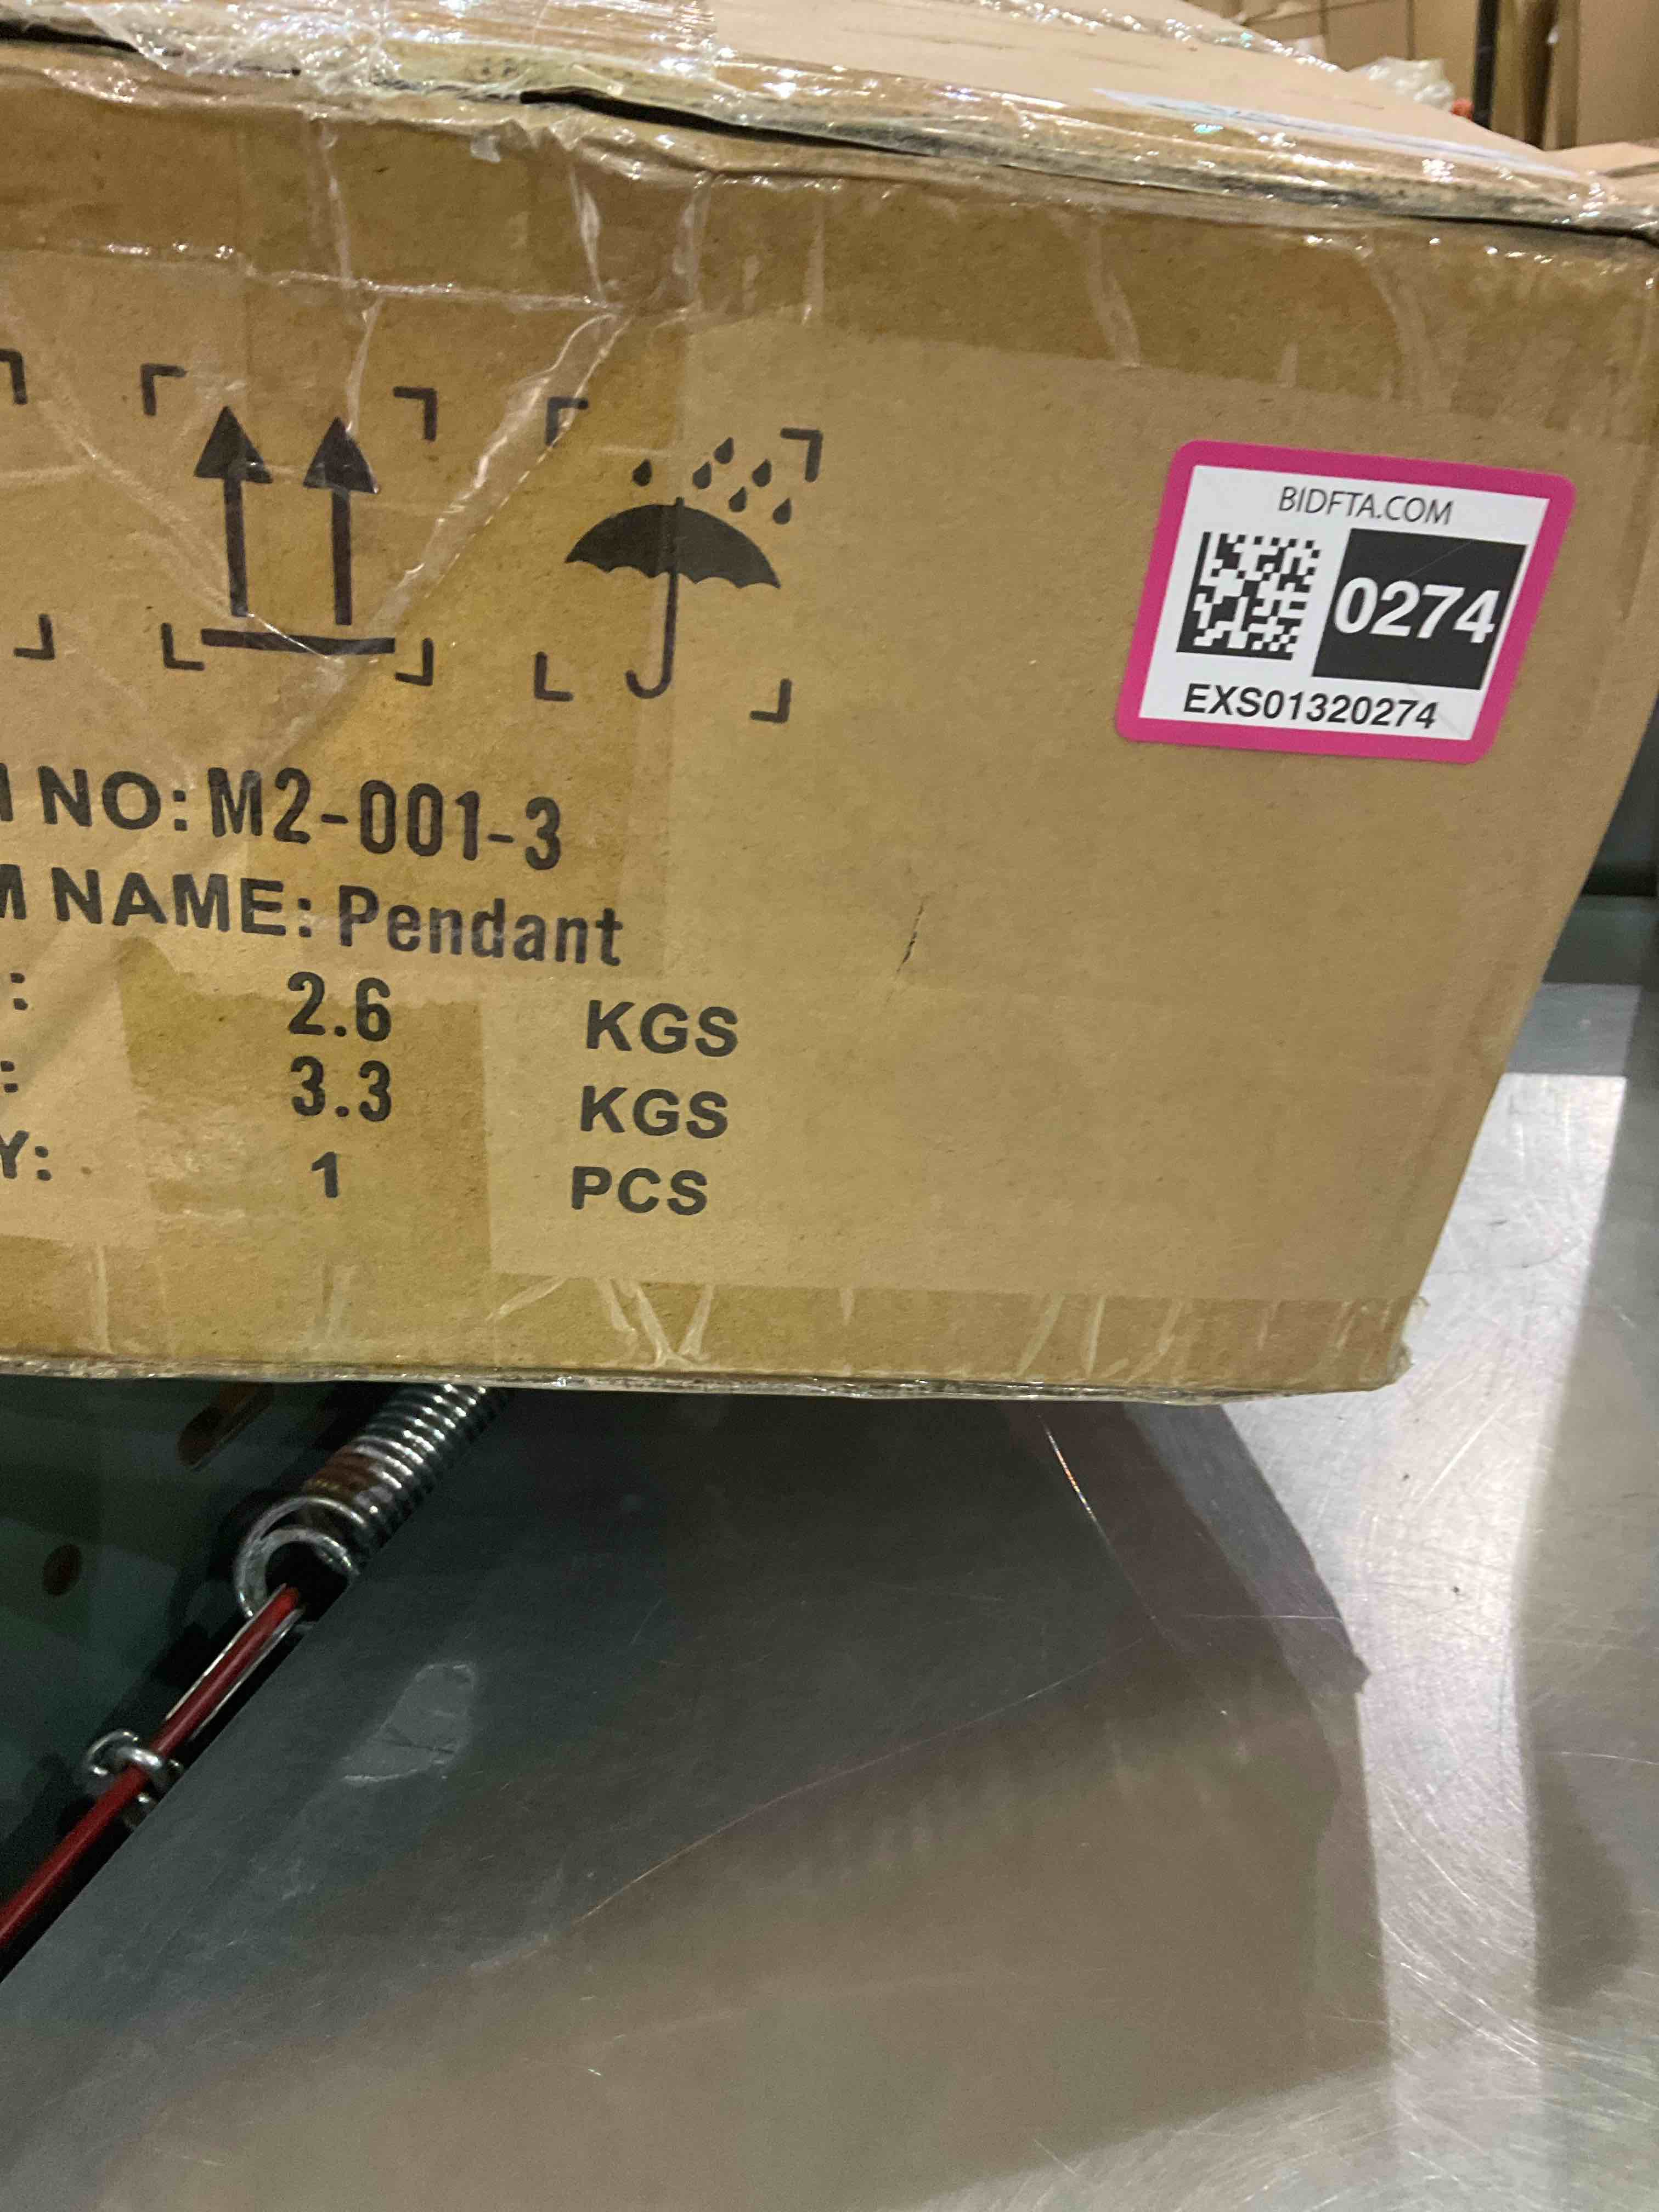 BIDFTA.COM
0274
EXS01320274
NO: M2-001-3
M NAME: Pendant
: 2.6 KGS
: 3.3 KGS
Y: 1 PCS